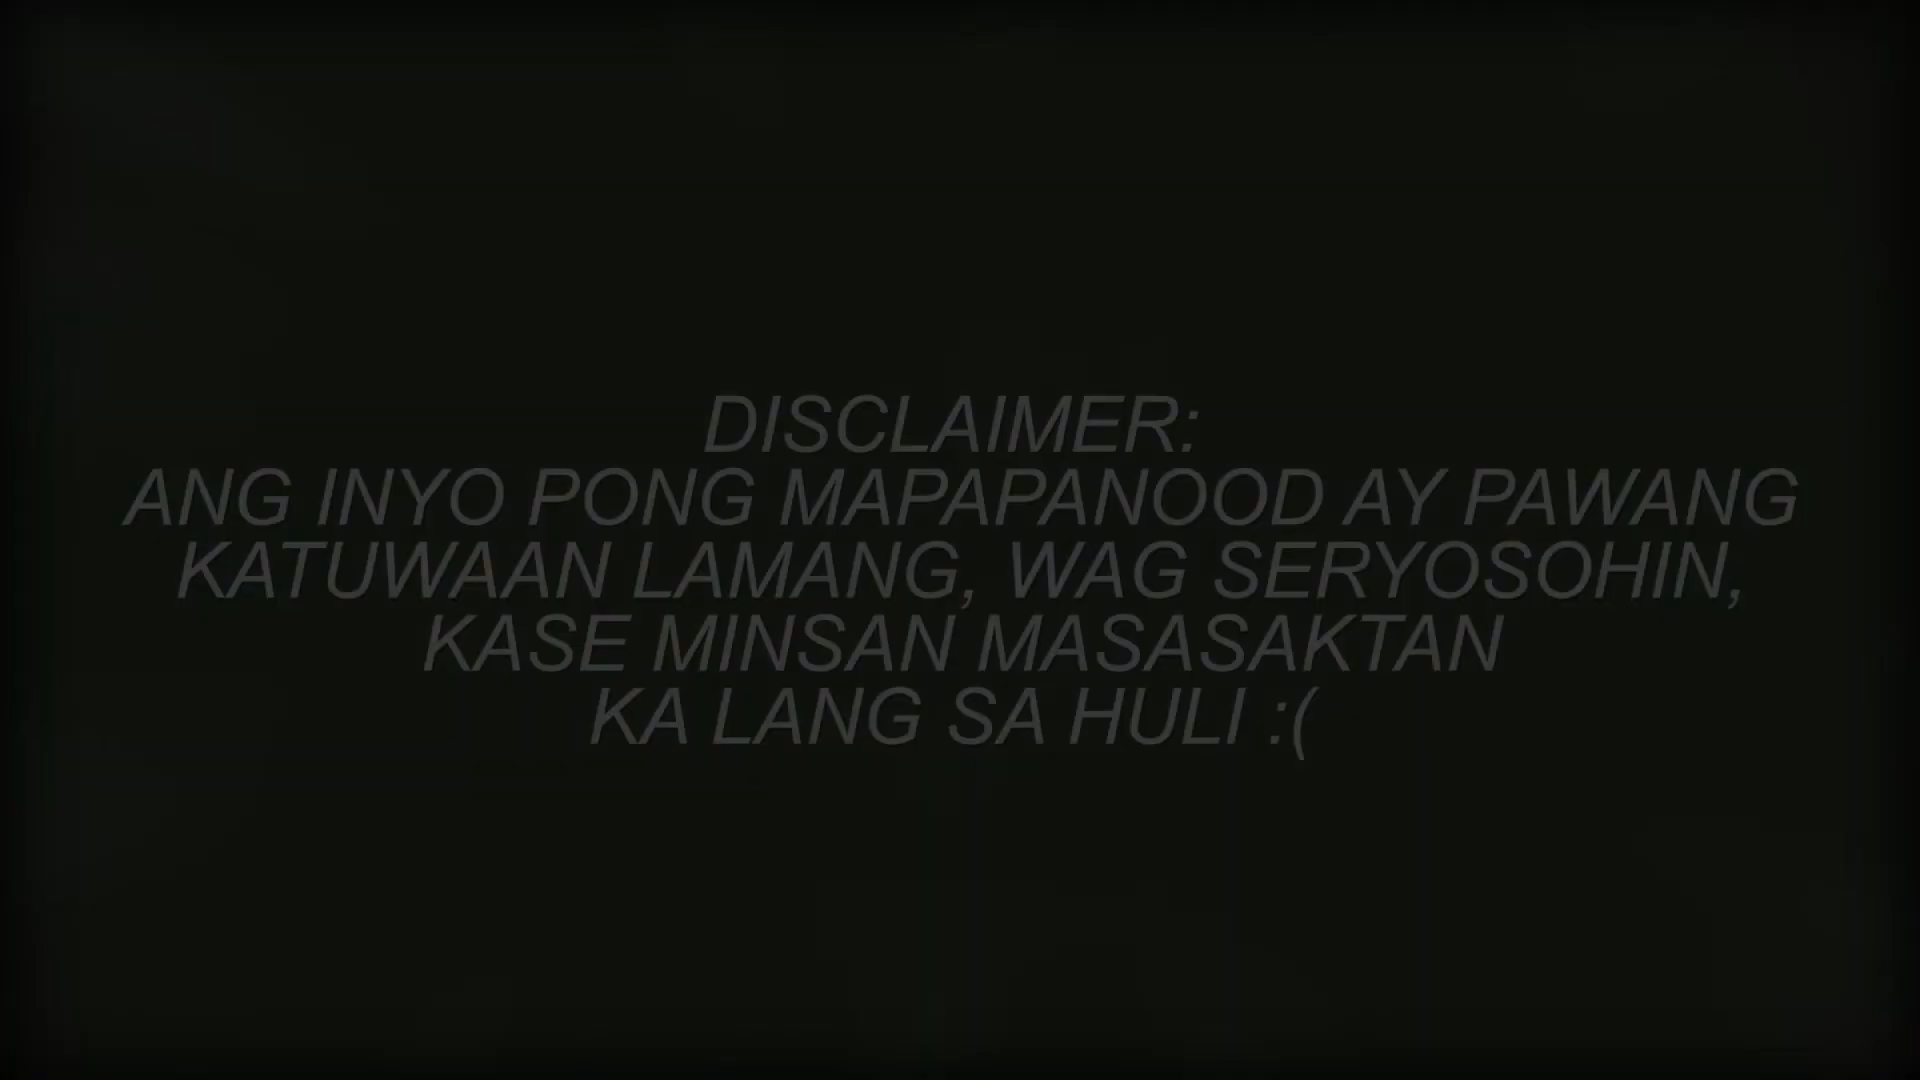 DISCLAIMER:
ANG INYO PONG MAPAPANOOD AY PAWANG
KATUWAAN LAMANG, WAG SERYOSOHIN,
KASE MINSAN MASASAKTAN
KA LANG SA HULI :(